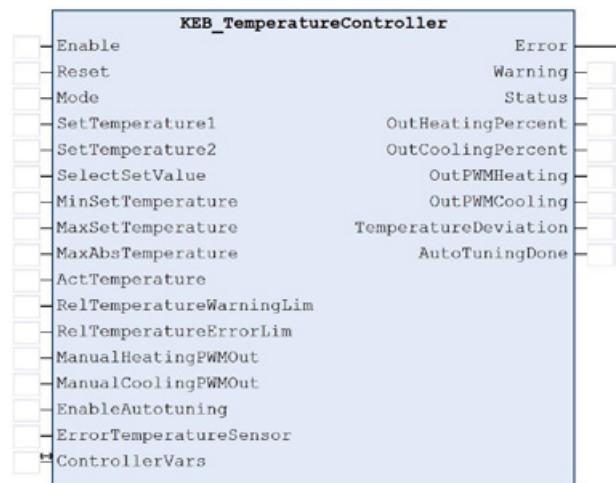 KEB_TemperatureController
Enable Error
Reset Warning
Mode Status
SetTemperature1 OutHeatingPercent
SetTemperature2 OutCoolingPercent
SelectSetValue OutPWMHeating
MinSetTemperature OutPWMCooling
MaxSetTemperature TemperatureDeviation
MaxAbsTemperature AutoTuningDone
ActTemperature
RelTemperatureWarningLim
RelTemperatureErrorLim
ManualHeatingPWMOut
ManualCoolingPWMOut
EnableAutotuning
ErrorTemperatureSensor
ControllerVars